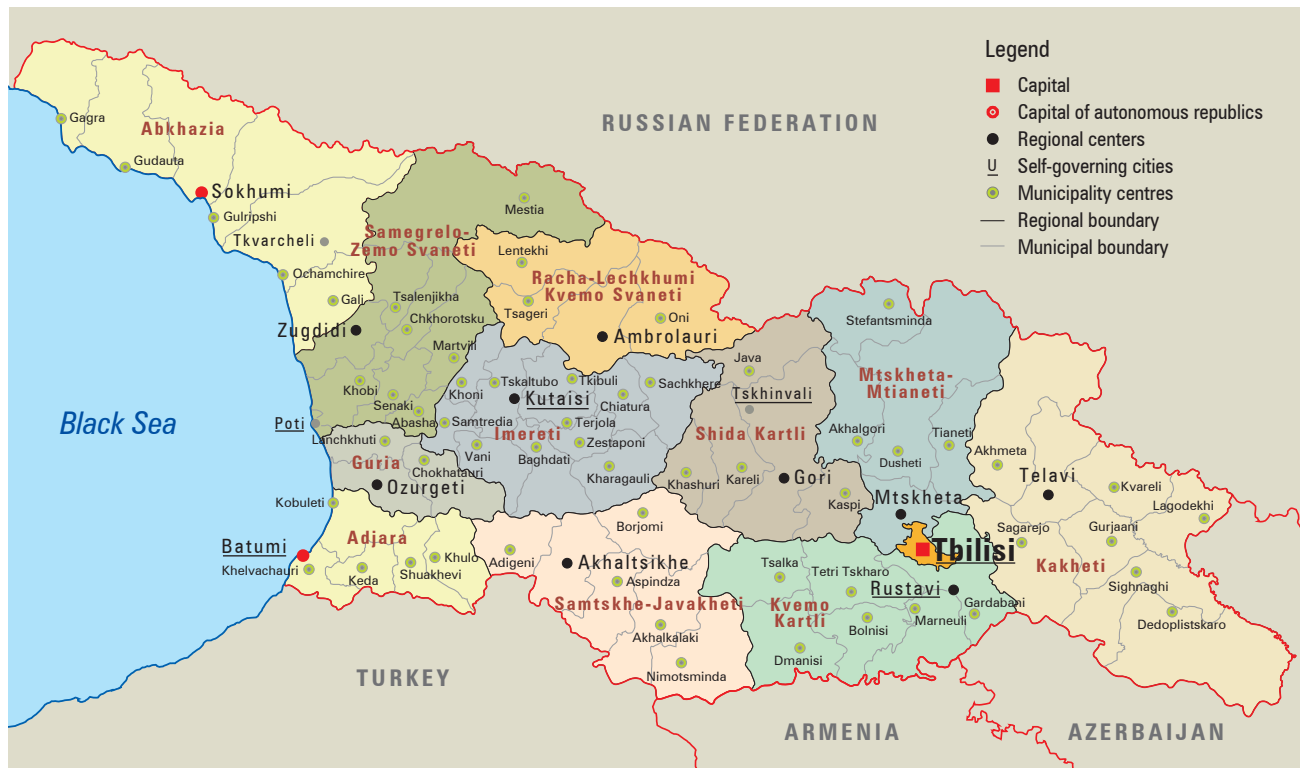 Legend
Capital
Capital of autonomous republics
Regional centers
U Self-governing cities
Municipality centres
Regional boundary
Municipal boundary
RUSSIAN FEDERATION
Gagra
Abkhazia
Gudauta
Sokhumi
Gulripshi
Tkvarcheli
Ochamchire
Gali
Mestia
Samegrelo-
Zemo Svaneti
Lentekhi
Racha-Lechkhumi
Kvemo Svaneti
Tsageri
Oni
Ambrolauri
Tsalenjikha
Chkhorotsku
Zugdidi
Martvili
Khobi
Senaki
Abasha
Poti
Black Sea
Khoni
Tskaltubo
Tkibuli
Sachkhere
Kutaisi
Chiatura
Samtredia
Imereti
Terjola
Zestaponi
Vani
Baghdati
Kharagauli
Java
Tskhinvali
Shida Kartli
Khashuri
Kareli
Gori
Kaspi
Stefantsminda
Mtskheta-
Mtianeti
Akhalgori
Tianeti
Dusheti
Mtskheta
Akhmeta
Telavi
Kvareli
Lagodekhi
Sagarejo
Gurjaani
Kakheti
Sighnaghi
Dedoplistskaro
Lanchkhuti
Guria
Chokhatauri
Ozurgeti
Kobuleti
Batumi
Adjara
Khelvachauri
Keda
Shuakhevi
Khulo
Borjomi
Adigeni
Akhaltsikhe
Aspindza
Samtskhe-Javakheti
Akhalkalaki
Nimotsminda
Tbilisi
Tsalka
Tetri Tskharo
Rustavi
Kvemo
Kartli
Gardabani
Marneuli
Bolnisi
Dmanisi
TURKEY
ARMENIA
AZERBAIJAN